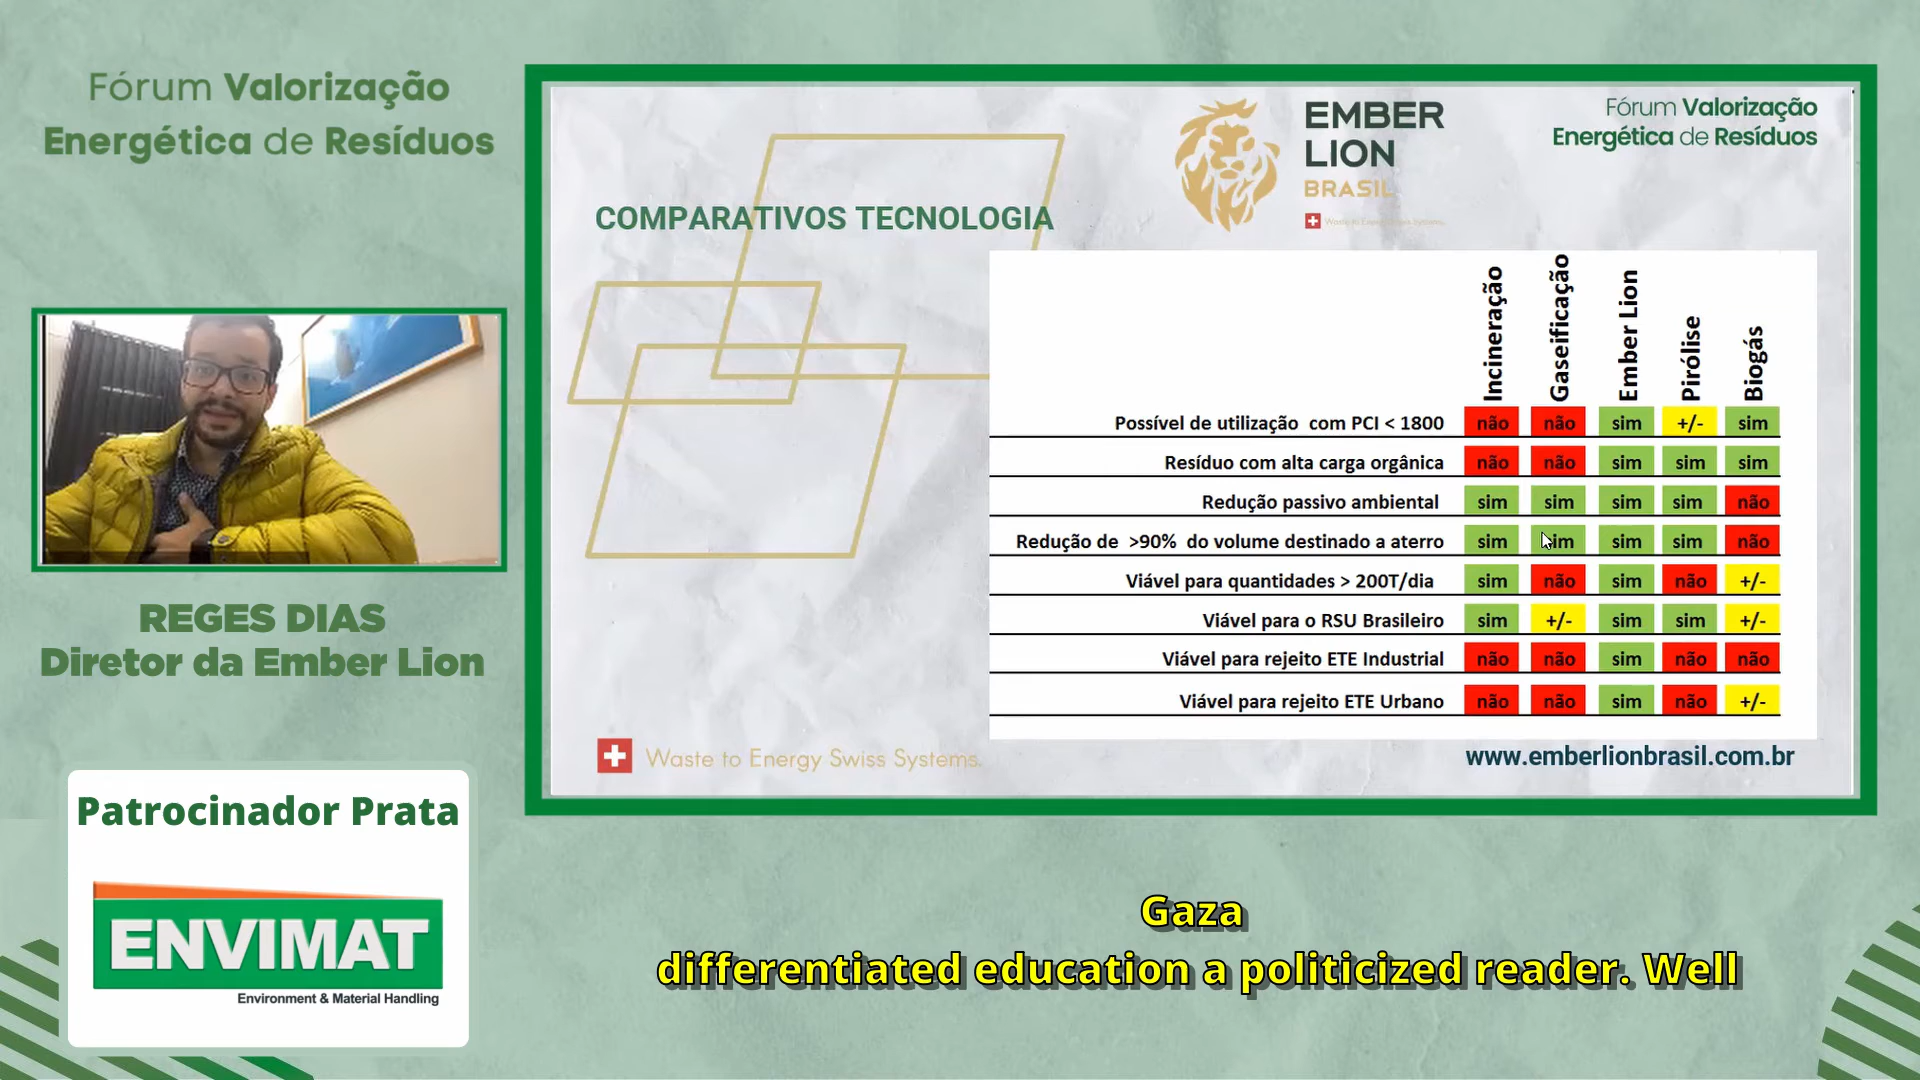 Fórum Valorização
Energética de Resíduos
REGES DIAS
Diretor da Ember Lion
Patrocinador Prata
ENVIMAT
Environment & Material Handling
EMBER
LION
BRASIL
Waste to Energy Swiss Systems.
Fórum Valorização
Energética de Resíduos
COMPARATIVOS TECNOLOGIA
Incineração Gaseificação Ember Lion Pirólise Biogás
Possível de utilização com PCI < 1800 não não sim +/- sim
Resíduo com alta carga orgânica não não sim sim sim
Redução passivo ambiental sim sim sim sim não
Redução de >90% do volume destinado a aterro sim sim sim sim não
Viável para quantidades > 200T/dia sim não sim não +/-
Viável para o RSU Brasileiro sim +/- sim sim +/-
Viável para rejeito ETE Industrial não não sim não não
Viável para rejeito ETE Urbano não não sim não +/-
Waste to Energy Swiss Systems.
www.emberlionbrasil.com.br
Gaza
differentiated education a politicized reader. Well